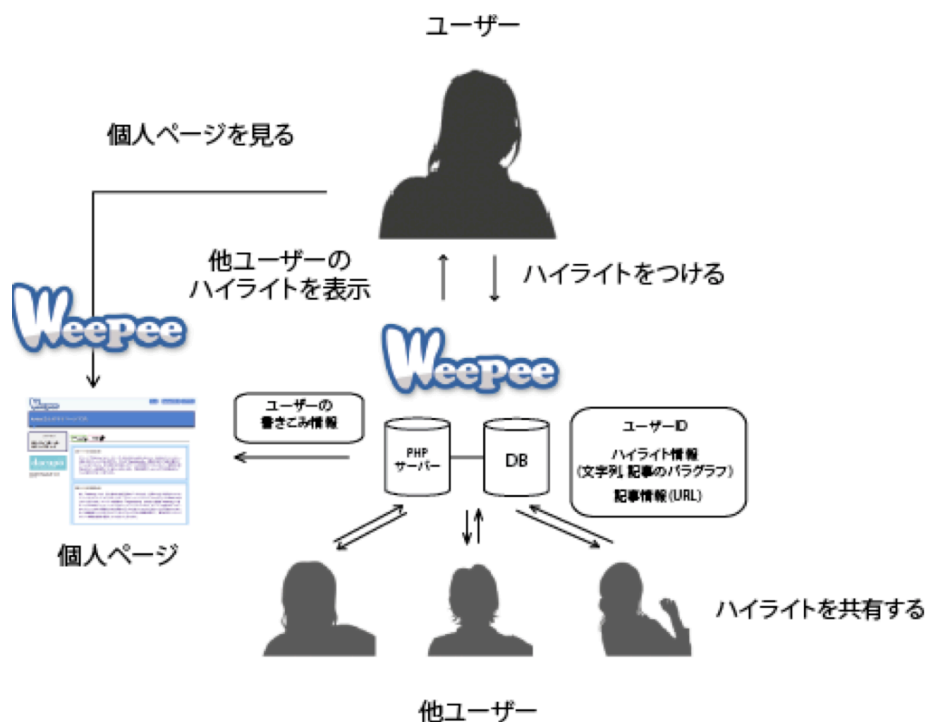 ユーザー
個人ページを見る
他ユーザーの
ハイライトを表示
ハイライトをつける
Weepee
Weepee
Weepee
ユーザーの
書きこみ情報
PHP
サーバー
DB
ユーザーID
ハイライト情報
(文字列, 記事のパラグラフ)
記事情報(URL)
個人ページ
ハイライトを共有する
他ユーザー